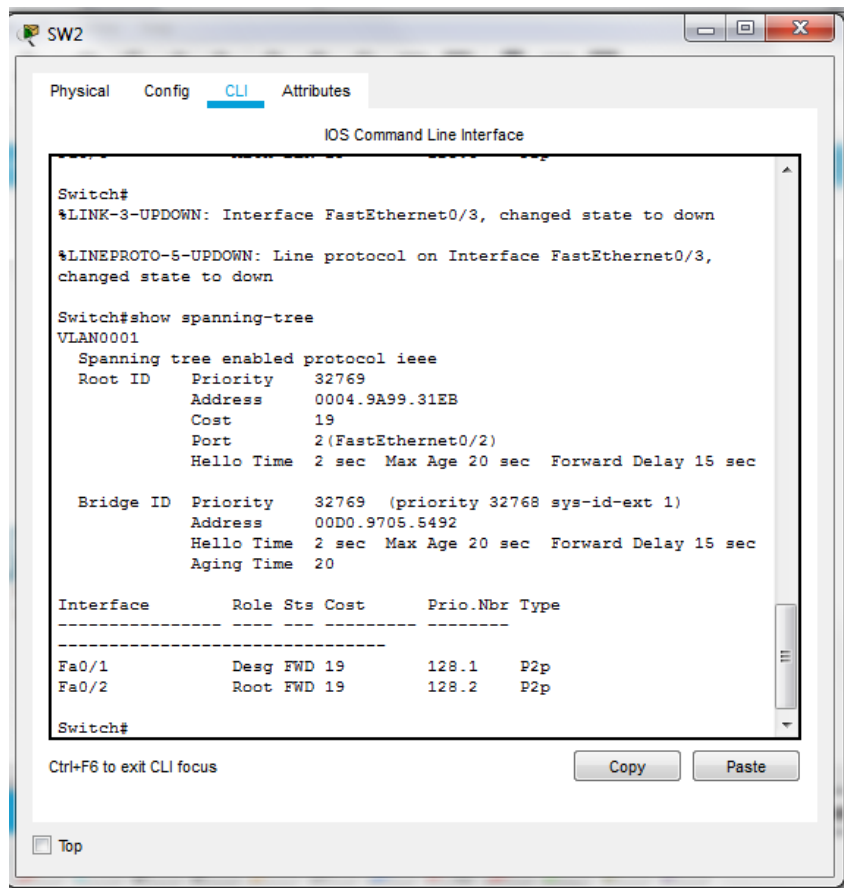 SW2
Physical Config CLI Attributes
IOS Command Line Interface
Switch#
%LINK-3-UPDOWN: Interface FastEthernet0/3, changed state to down
%LINEPROTO-5-UPDOWN: Line protocol on Interface FastEthernet0/3,
changed state to down
Switch#show spanning-tree
VLAN0001
  Spanning tree enabled protocol ieee
  Root ID    Priority    32769
             Address     0004.9A99.31EB
             Cost        19
             Port        2(FastEthernet0/2)
             Hello Time  2 sec  Max Age 20 sec  Forward Delay 15 sec
  Bridge ID  Priority    32769  (priority 32768 sys-id-ext 1)
             Address     00D0.9705.5492
             Hello Time  2 sec  Max Age 20 sec  Forward Delay 15 sec
             Aging Time  20
Interface        Role Sts Cost      Prio.Nbr Type
---------------- ---- --- --------- --------
--------------------------------
Fa0/1            Desg FWD 19        128.1    P2p
Fa0/2            Root FWD 19        128.2    P2p
Switch#
Ctrl+F6 to exit CLI focus
Copy Paste
Top